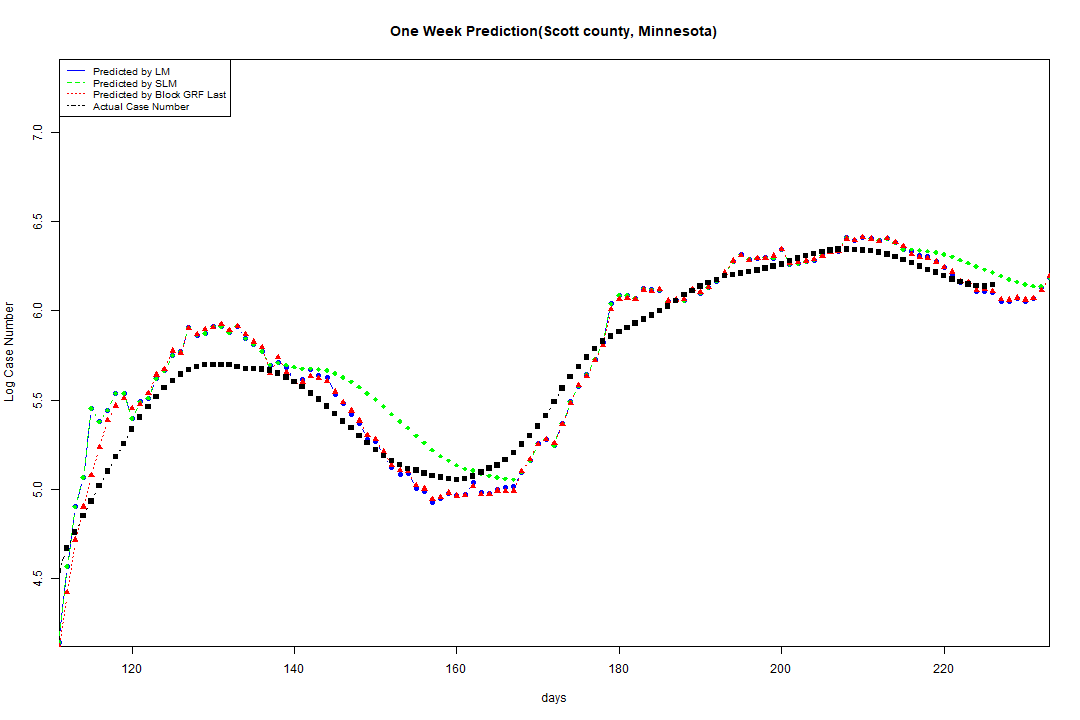 One Week Prediction(Scott county, Minnesota)
Predicted by LM
Predicted by SLM
Predicted by Block GRF Last
Actual Case Number
Log Case Number
7.0
6.5
6.0
5.5
5.0
4.5
120 140 160 180 200 220
days